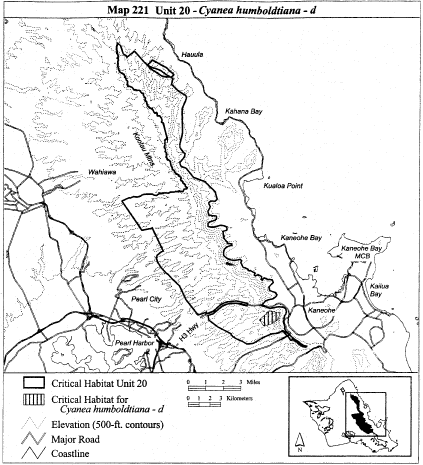 Map 221 Unit 20 - Cyanea humboldtiana - d
Hauula
Kahana Bay
Koolau Mtns
Wahiawa
Kualoa Point
Kaneohe Bay
Kaneohe Bay
MCB
Kailua
Bay
Pearl City
Kaneohe
H3 Hwy
Pearl Harbor
Critical Habitat Unit 20
Critical Habitat for
Cyanea humboldtiana - d
Elevation (500-ft. contours)
Major Road
Coastline
0 1 2 3 Miles
0 1 2 3 Kilometers
N